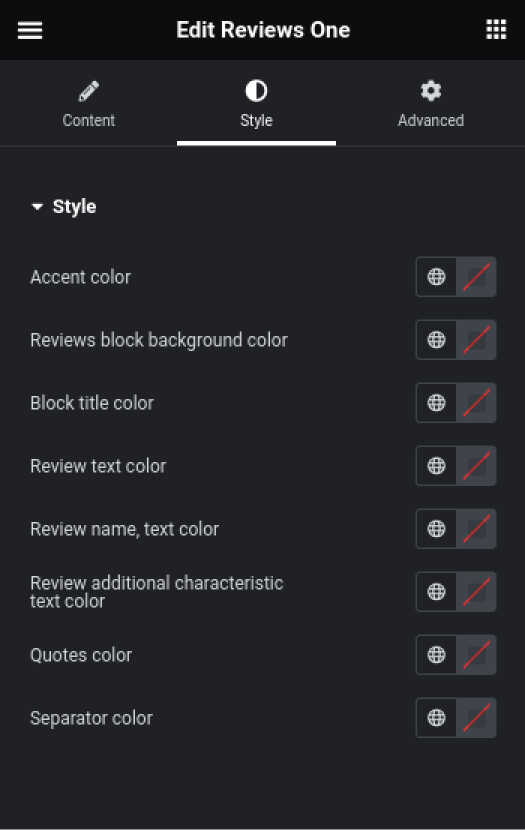 Edit Reviews One
Content
Style
Advanced
Style
Accent color
Reviews block background color
Block title color
Review text color
Review name, text color
Review additional characteristic
text color
Quotes color
Separator color